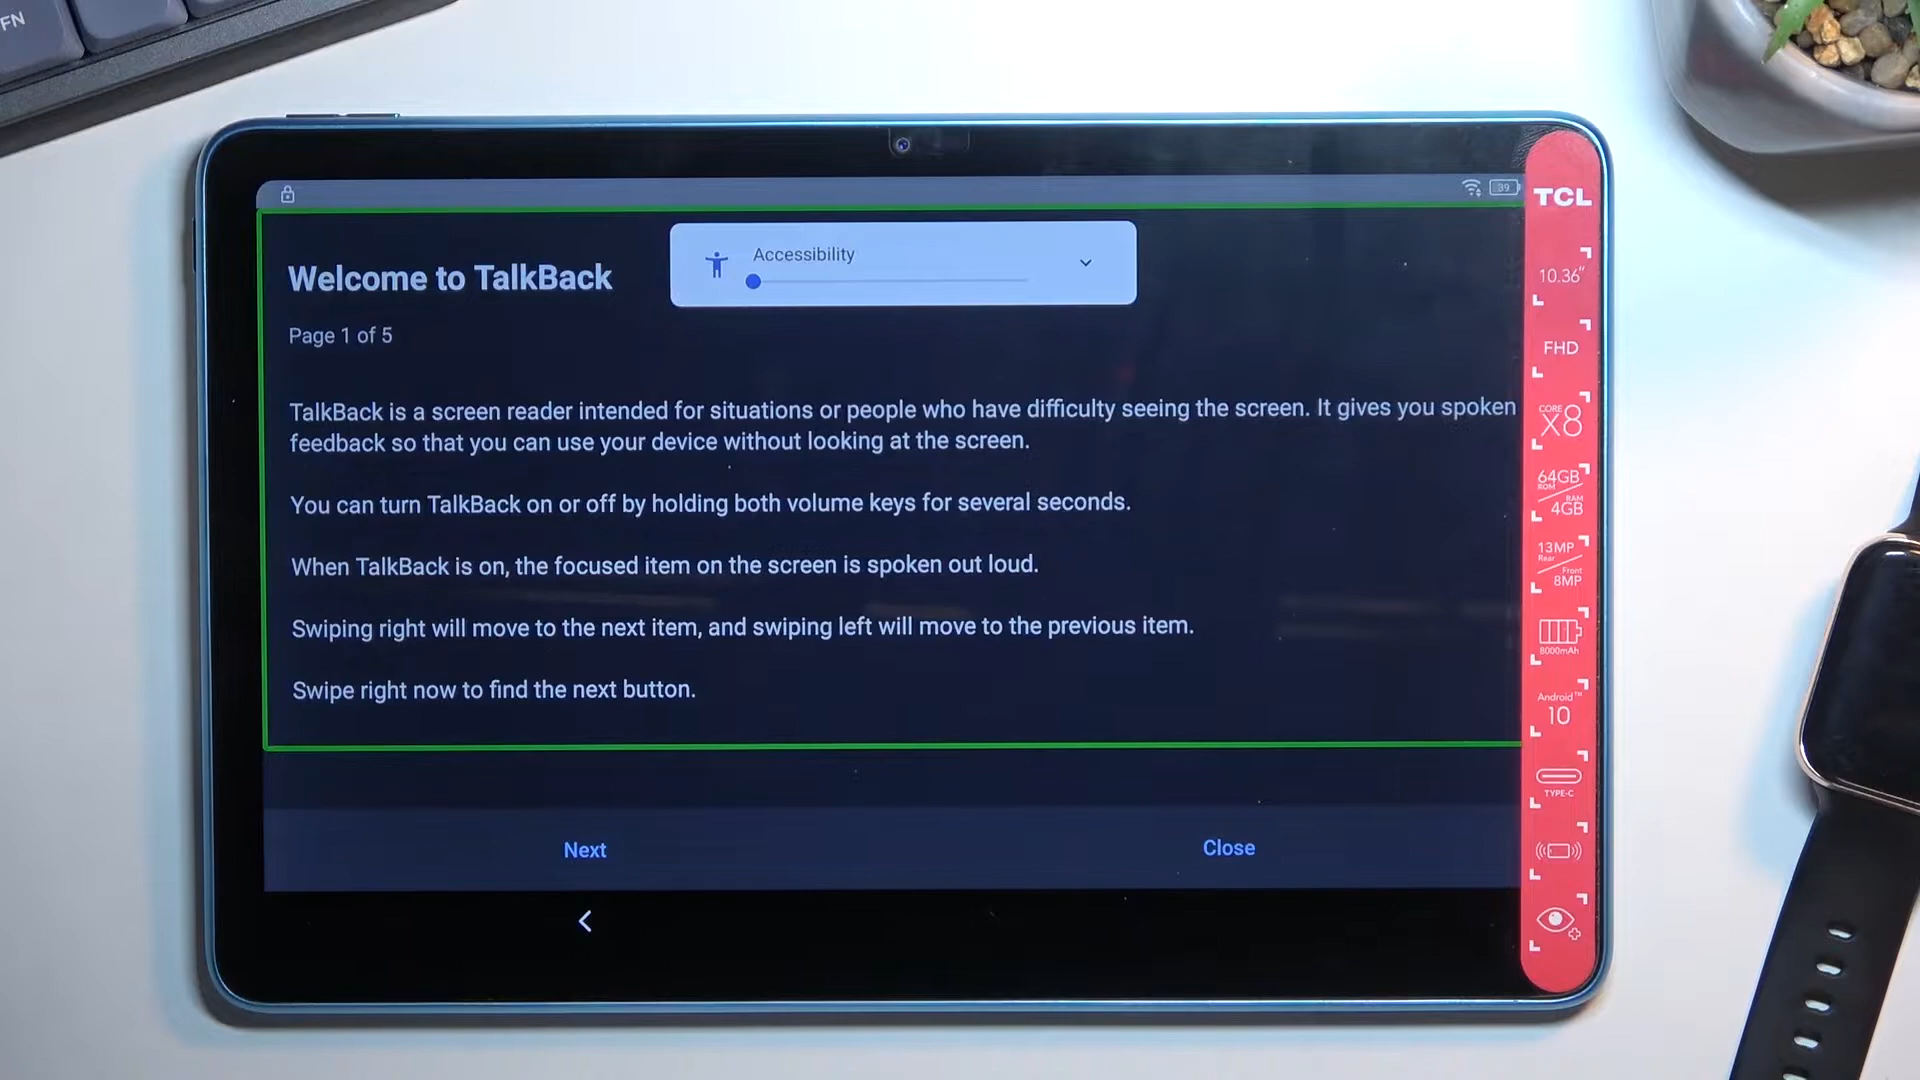 FN
39
Accessibility
Welcome to TalkBack
Page 1 of 5
TalkBack is a screen reader intended for situations or people who have difficulty seeing the screen. It gives you spoken
feedback so that you can use your device without looking at the screen.
You can turn TalkBack on or off by holding both volume keys for several seconds.
When TalkBack is on, the focused item on the screen is spoken out loud.
Swiping right will move to the next item, and swiping left will move to the previous item.
Swipe right now to find the next button.
Next
Close
TCL
10.36"
FHD
CORE
X8
64GB
ROM
RAM
4GB
13MP
Rear
Front
8MP
8000mAh
Android™
10
TYPE-C